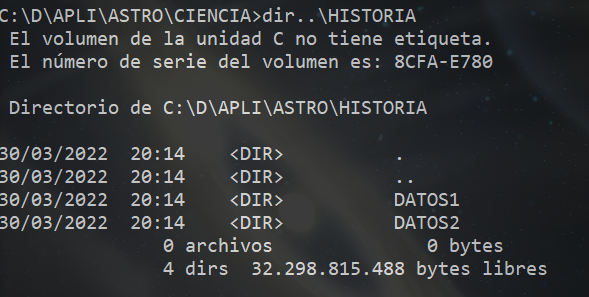 C:\D\APLI\ASTRO\CIENCIA>dir..\HISTORIA
El volumen de la unidad C no tiene etiqueta.
El número de serie del volumen es: 8CFA-E780
Directorio de C:\D\APLI\ASTRO\HISTORIA
30/03/2022  20:14    <DIR>          .
30/03/2022  20:14    <DIR>          ..
30/03/2022  20:14    <DIR>          DATOS1
30/03/2022  20:14    <DIR>          DATOS2
0 archivos              0 bytes
4 dirs  32.298.815.488 bytes libres